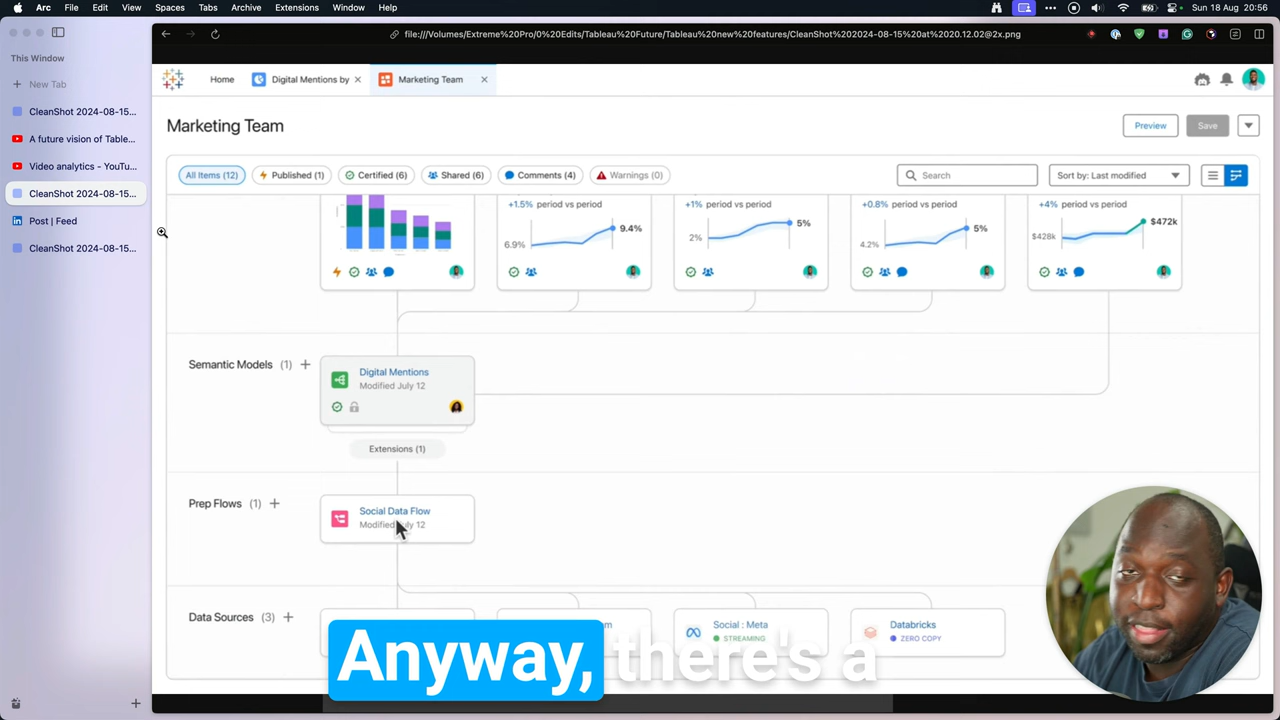 Arc File Edit View Spaces Tabs Archive Extensions Window Help
Sun 18 Aug 20:56
This Window
New Tab
CleanShot 2024-08-15...
A future vision of Table...
Video analytics - YouTu...
CleanShot 2024-08-15...
Post | Feed
CleanShot 2024-08-15...
file:///Volumes/Extreme%20Pro/0%20Edits/Tableau%20Future/Tableau%20new%20features/CleanShot%202024-08-15%20at%2020.12.02@2x.png
Home
Digital Mentions by
Marketing Team
Marketing Team
Preview
Save
All Items (12)
Published (1)
Certified (6)
Shared (6)
Comments (4)
Warnings (0)
Search
Sort by: Last modified
+1.5% period vs period
+1% period vs period
+0.8% period vs period
+4% period vs period
6.9%
9.4%
2%
5%
4.2%
5%
$428k
$472k
Semantic Models (1)
Digital Mentions
Modified July 12
Extensions (1)
Prep Flows (1)
Social Data Flow
Modified July 12
Data Sources (3)
Social : Meta
STREAMING
Databricks
ZERO COPY
Anyway, there's a